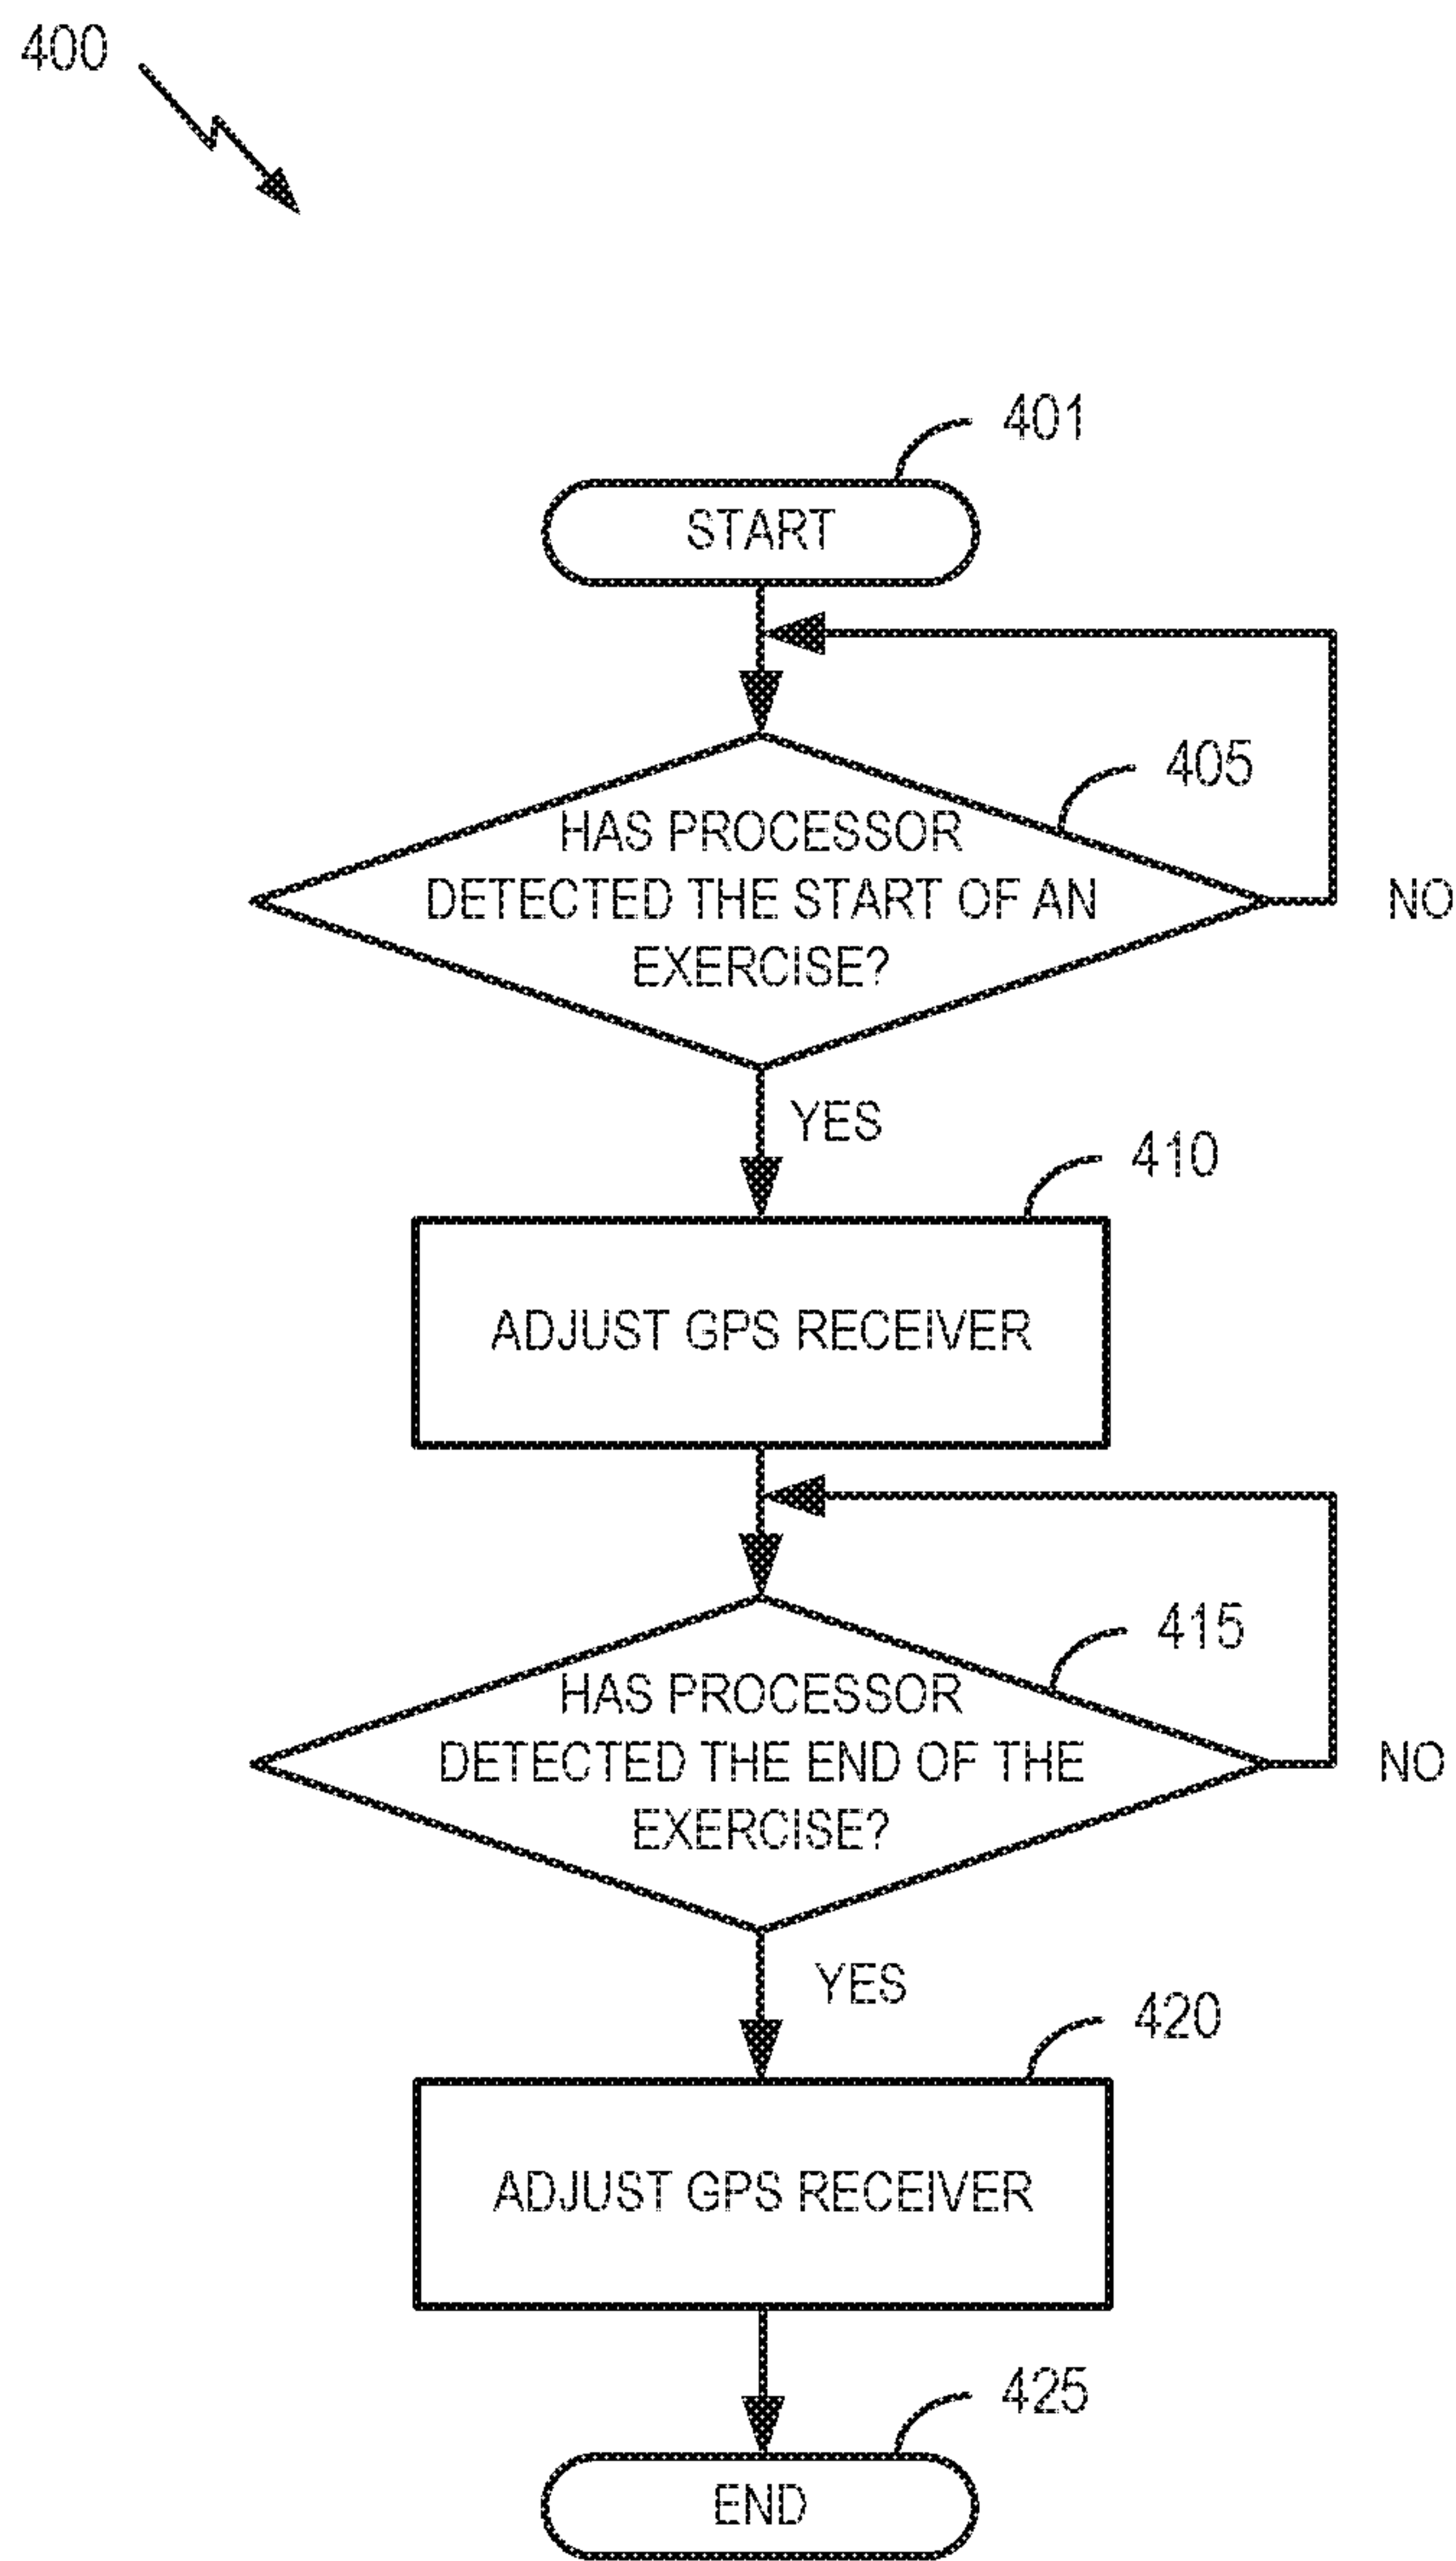 400
401
START
405
HAS PROCESSOR
DETECTED THE START OF AN
EXERCISE?
NO
YES
410
ADJUST GPS RECEIVER
415
HAS PROCESSOR
DETECTED THE END OF THE
EXERCISE?
NO
YES
420
ADJUST GPS RECEIVER
425
END